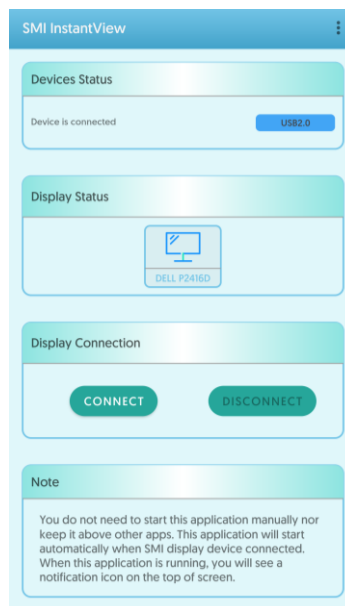 SMI InstantView
Devices Status
Device is connected
USB2.0
Display Status
DELL P2416D
Display Connection
CONNECT
DISCONNECT
Note
You do not need to start this application manually nor
keep it above other apps. This application will start
automatically when SMI display device connected.
When this application is running, you will see a
notification icon on the top of screen.